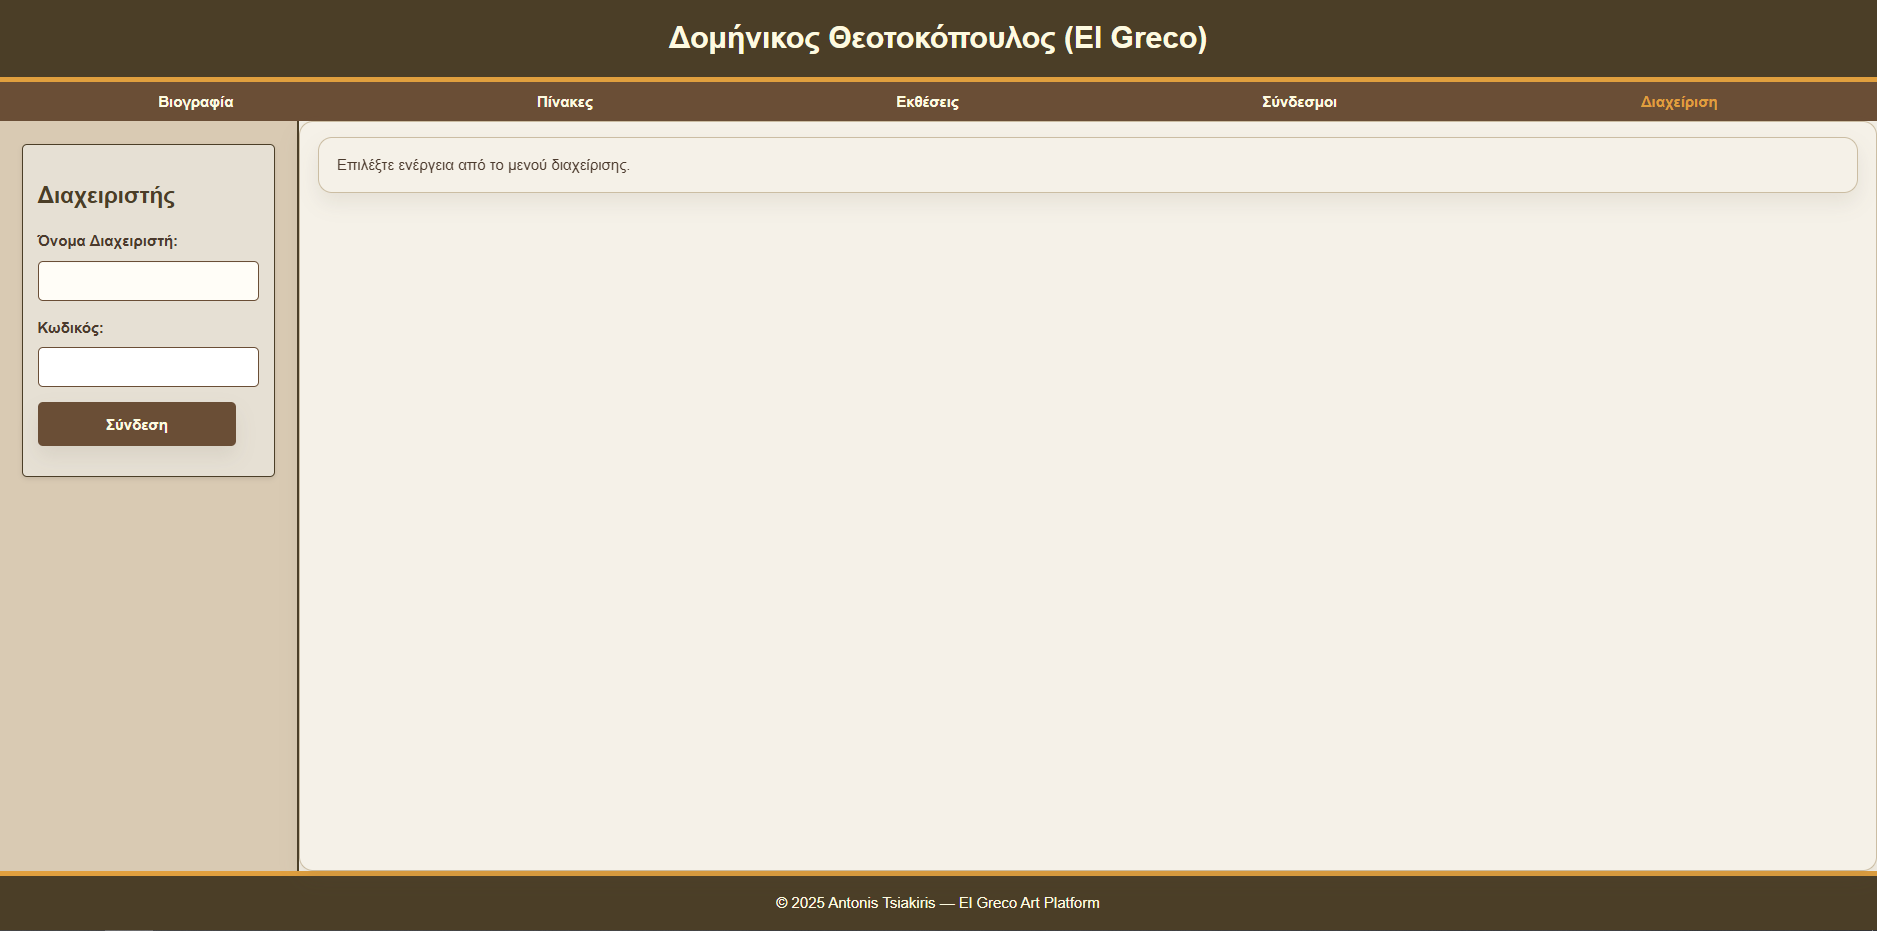 Δομήνικος Θεοτοκόπουλος (El Greco)
Βιογραφία Πίνακες Εκθέσεις Σύνδεσμοι Διαχείριση
Διαχειριστής
Όνομα Διαχειριστή:
Κωδικός:
Σύνδεση
Επιλέξτε ενέργεια από το μενού διαχείρισης.
© 2025 Antonis Tsiakiris — El Greco Art Platform